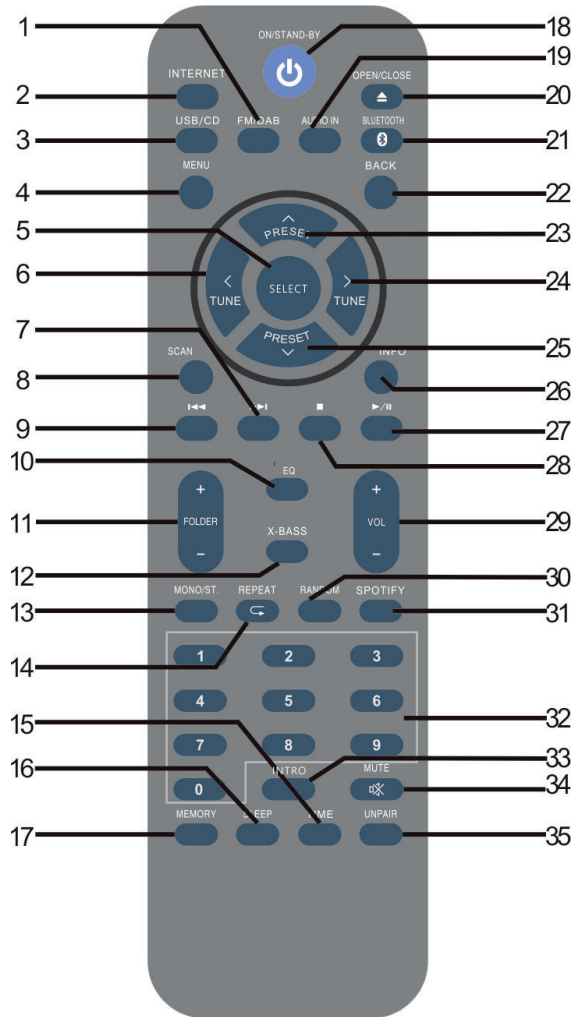 ON/STAND-BY
1
18
19
INTERNET
OPEN/CLOSE
2
20
USB/CD FM/DAB AUDIO IN BLUETOOTH
3
21
MENU
BACK
4
22
5
PRESET
23
6
TUNE
SELECT
TUNE
24
7
PRESET
25
SCAN
INFO
8
26
9
27
28
10
EQ
+
+
11
FOLDER
VOL
29
-
-
X-BASS
12
30
MONO/ST. REPEAT RANDOM SPOTIFY
13
31
14
1 2 3
4 5 6
15
32
7 8 9
16
33
INTRO
MUTE
0
34
MEMORY SLEEP TIME UNPAIR
17
35